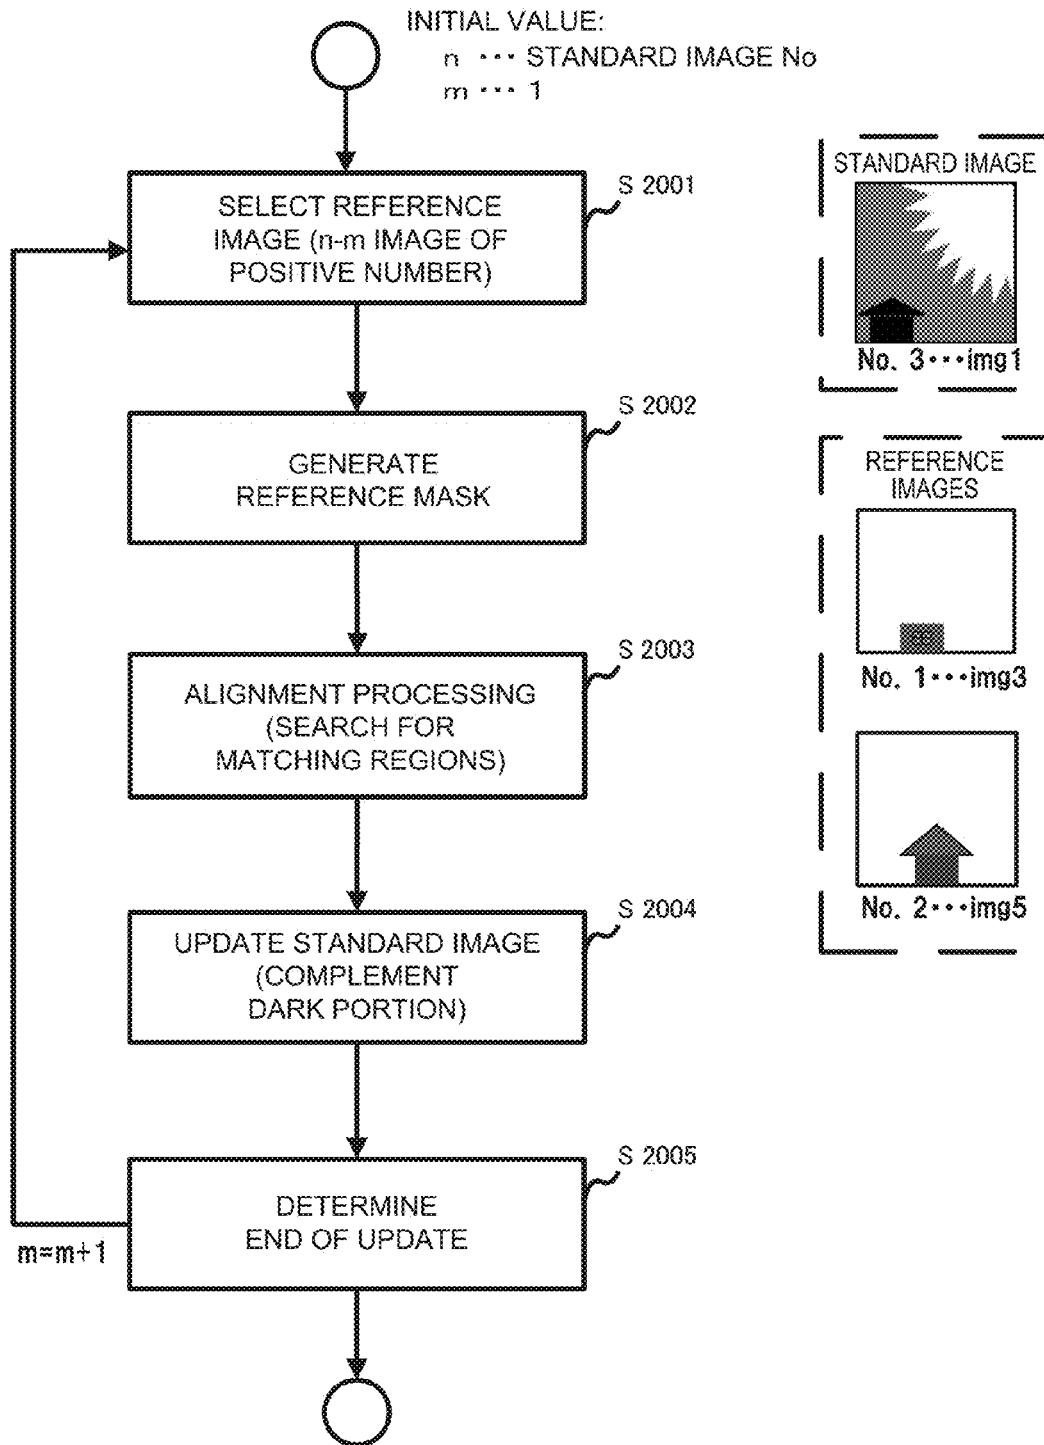 INITIAL VALUE:
n ··· STANDARD IMAGE No
m ··· 1
S 2001
SELECT REFERENCE
IMAGE (n-m IMAGE OF
POSITIVE NUMBER)
S 2002
GENERATE
REFERENCE MASK
S 2003
ALIGNMENT PROCESSING
(SEARCH FOR
MATCHING REGIONS)
S 2004
UPDATE STANDARD IMAGE
(COMPLEMENT
DARK PORTION)
S 2005
DETERMINE
END OF UPDATE
m=m+1
STANDARD IMAGE
No. 3···img1
REFERENCE
IMAGES
No. 1···img3
No. 2···img5